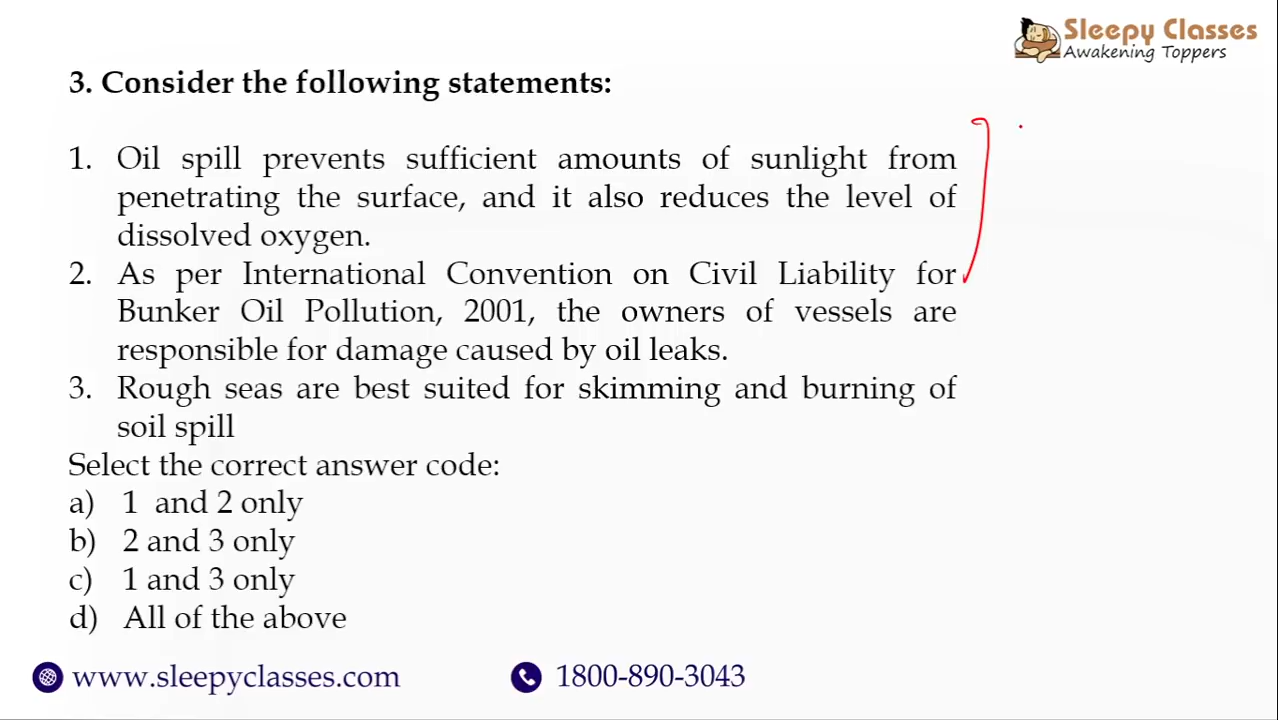 Sleepy Classes
Awakening Toppers
3. Consider the following statements:
1. Oil spill prevents sufficient amounts of sunlight from
penetrating the surface, and it also reduces the level of
dissolved oxygen.
2. As per International Convention on Civil Liability for
Bunker Oil Pollution, 2001, the owners of vessels are
responsible for damage caused by oil leaks.
3. Rough seas are best suited for skimming and burning of
soil spill
Select the correct answer code:
a) 1 and 2 only
b) 2 and 3 only
c) 1 and 3 only
d) All of the above
www.sleepyclasses.com 1800-890-3043